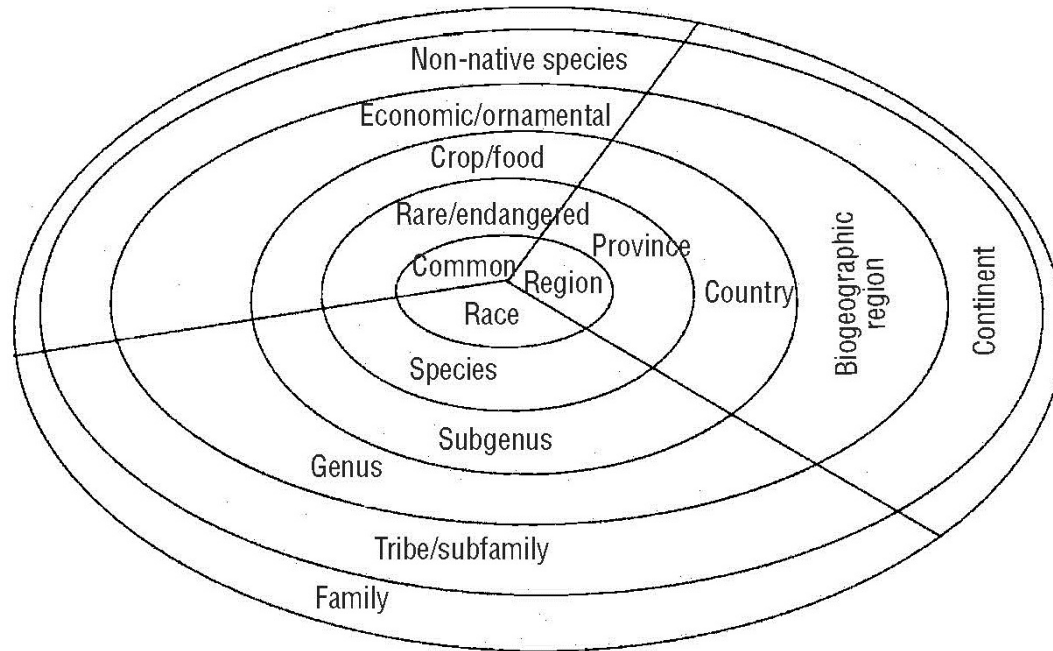 Non-native species
Economic/ornamental
Crop/food
Rare/endangered
Common
Province
Region
Country
Biogeographic
region
Continent
Race
Species
Subgenus
Genus
Tribe/subfamily
Family